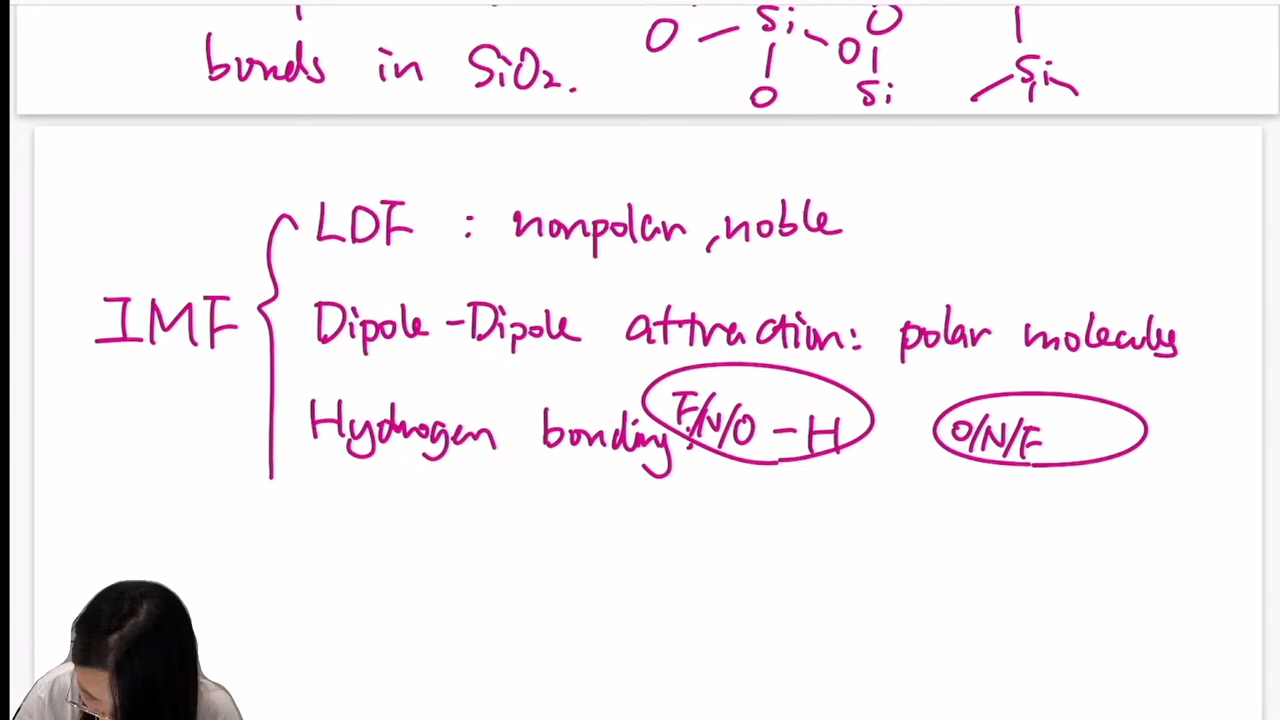 O Si O O
bonds in SiO2. O Si Si
LDF : nonpolar, noble
IMF
Dipole-Dipole attraction: polar molecules
Hydrogen bonding: F/N/O - H O/N/F